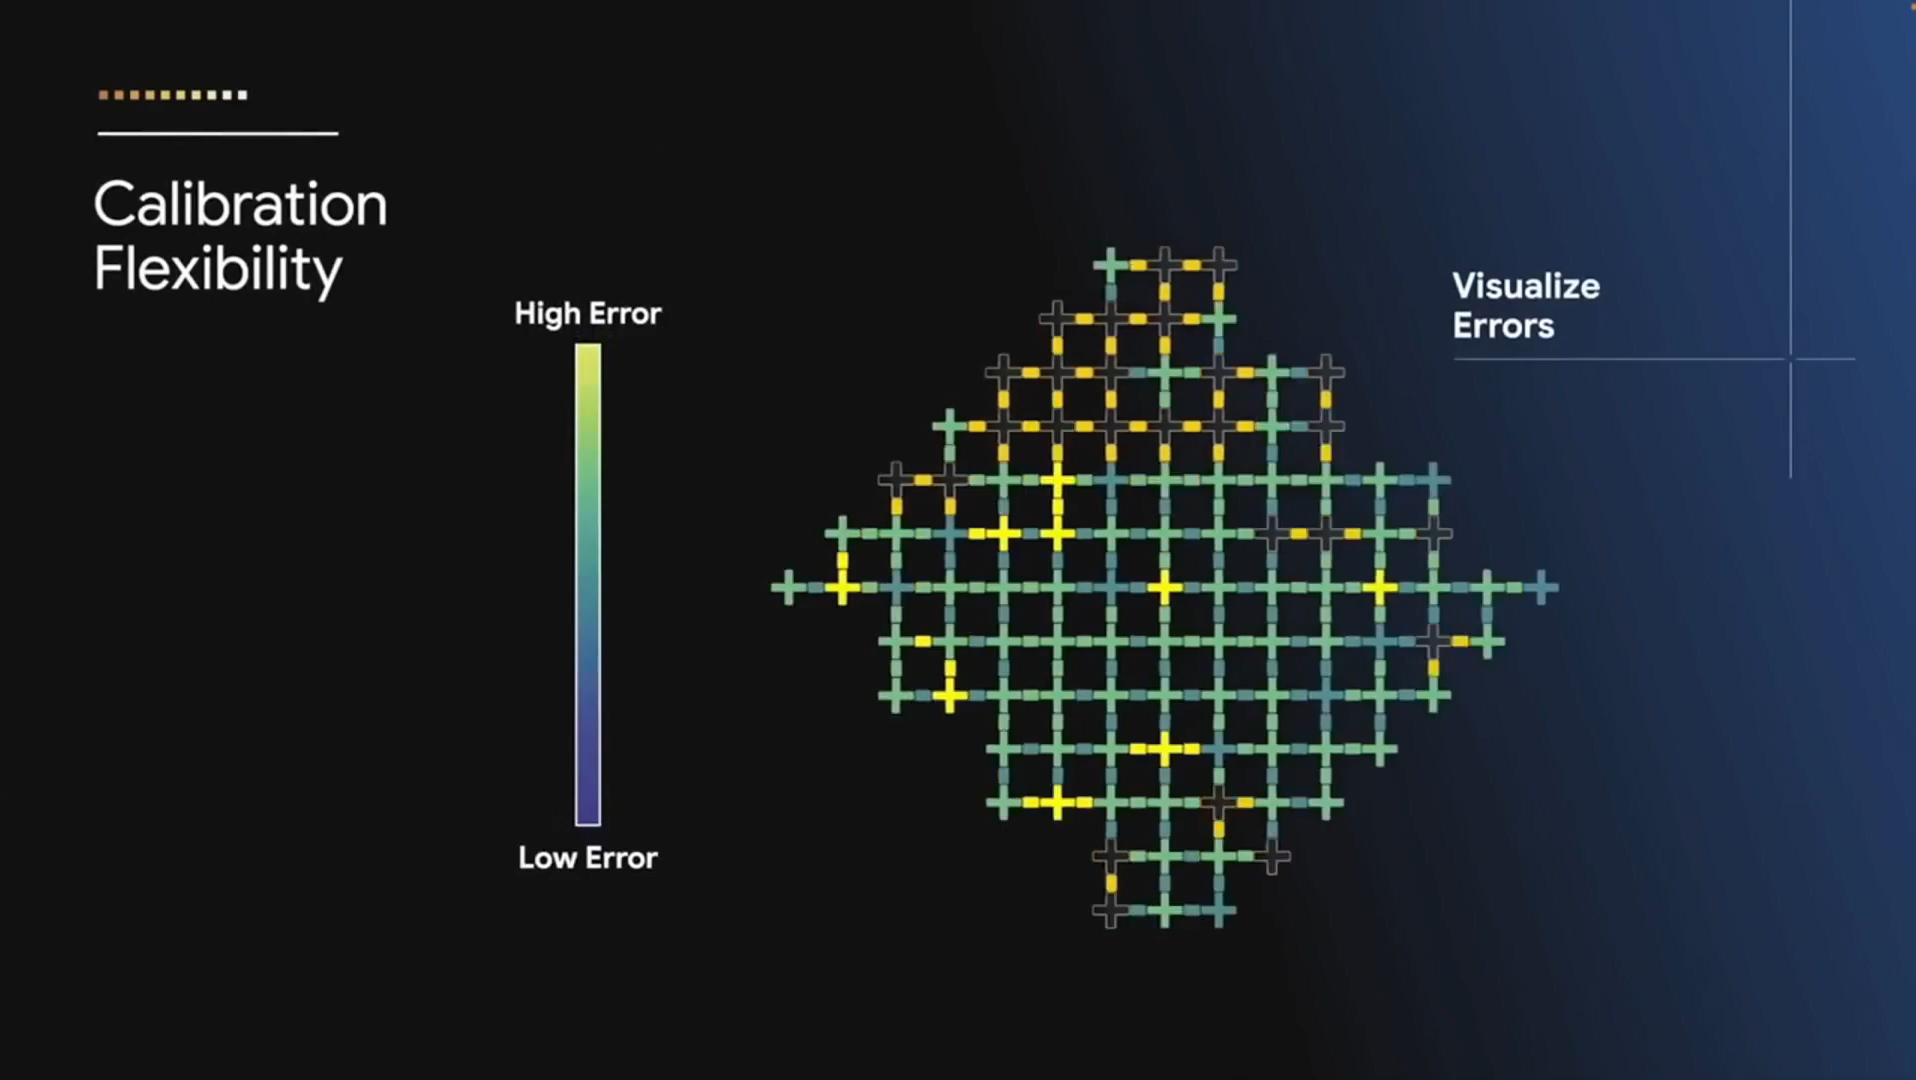 Calibration
Flexibility
High Error
Low Error
Visualize
Errors